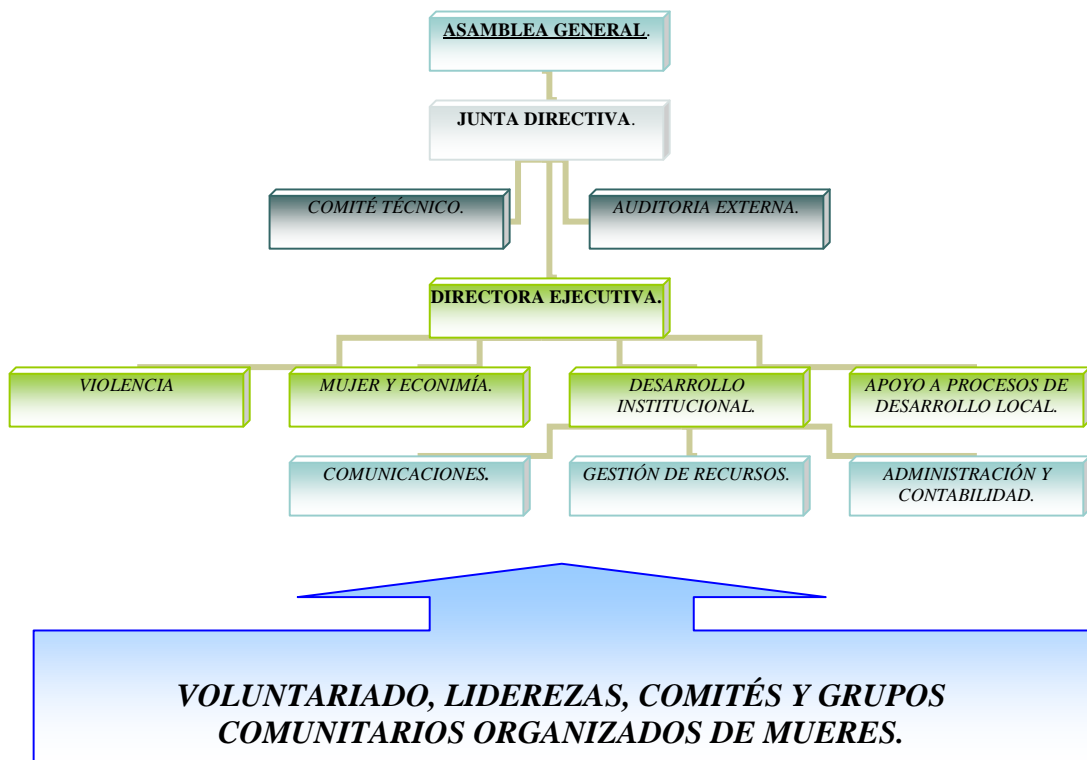 ASAMBLEA GENERAL.
JUNTA DIRECTIVA.
COMITÉ TÉCNICO.
AUDITORIA EXTERNA.
DIRECTORA EJECUTIVA.
VIOLENCIA
MUJER Y ECONIMÍA.
DESARROLLO
INSTITUCIONAL.
APOYO A PROCESOS DE
DESARROLLO LOCAL.
COMUNICACIONES.
GESTIÓN DE RECURSOS.
ADMINISTRACIÓN Y
CONTABILIDAD.
VOLUNTARIADO, LIDEREZAS, COMITÉS Y GRUPOS
COMUNITARIOS ORGANIZADOS DE MUERES.